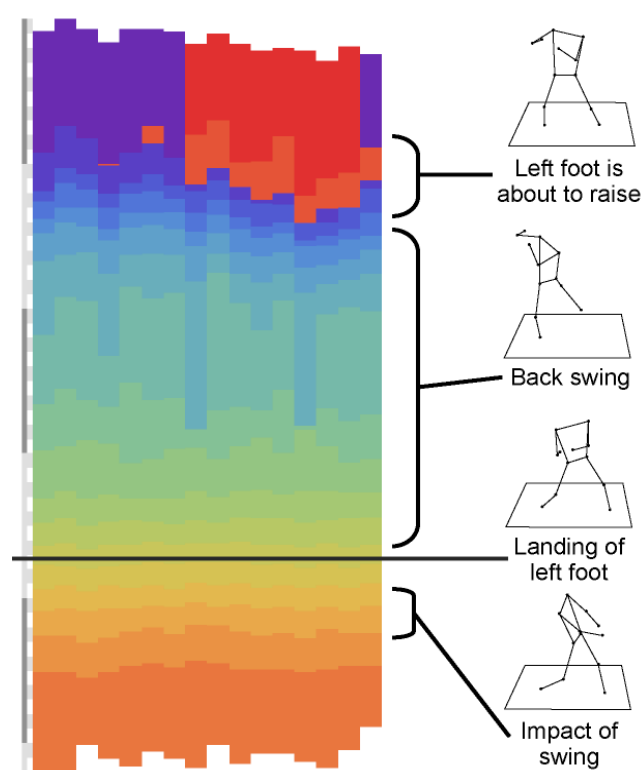 Left foot is
about to raise
Back swing
Landing of
left foot
Impact of
swing